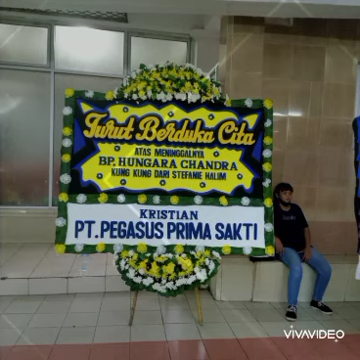 Turut Berduka Cita
ATAS MENINGGALNYA
BP. HUNGARA CHANDRA
KUNG KUNG DARI STEFANIE HALIM
KRISTIAN
PT. PEGASUS PRIMA SAKTI
VIVAVIDEO